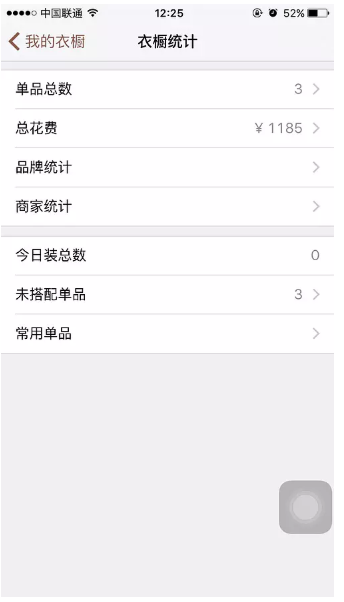 中国联通 12:25 52%
我的衣橱 衣橱统计
单品总数 3
总花费 ¥ 1185
品牌统计
商家统计
今日装总数 0
未搭配单品 3
常用单品